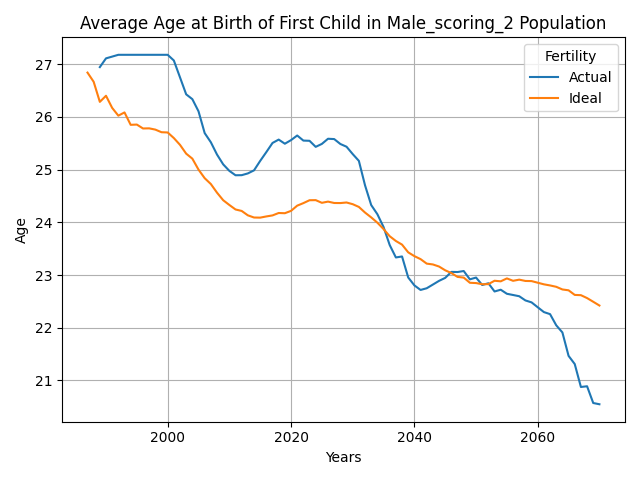 Average Age at Birth of First Child in Male_scoring_2 Population
Fertility
Actual
Ideal
Age
27
26
25
24
23
22
21
2000
2020
2040
2060
Years